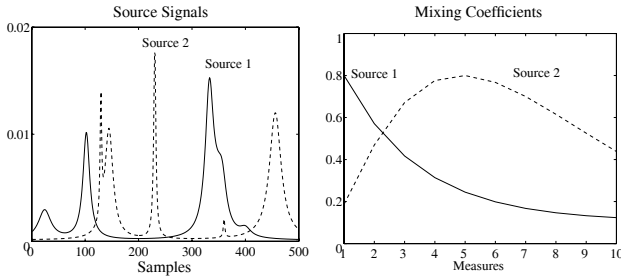 Source Signals
0.02
0.01
0
Source 2
Source 1
0 100 200 300 400 500
Samples
Mixing Coefficients
1
0.8
0.6
0.4
0.2
0
Source 1
Source 2
1 2 3 4 5 6 7 8 9 10
Measures